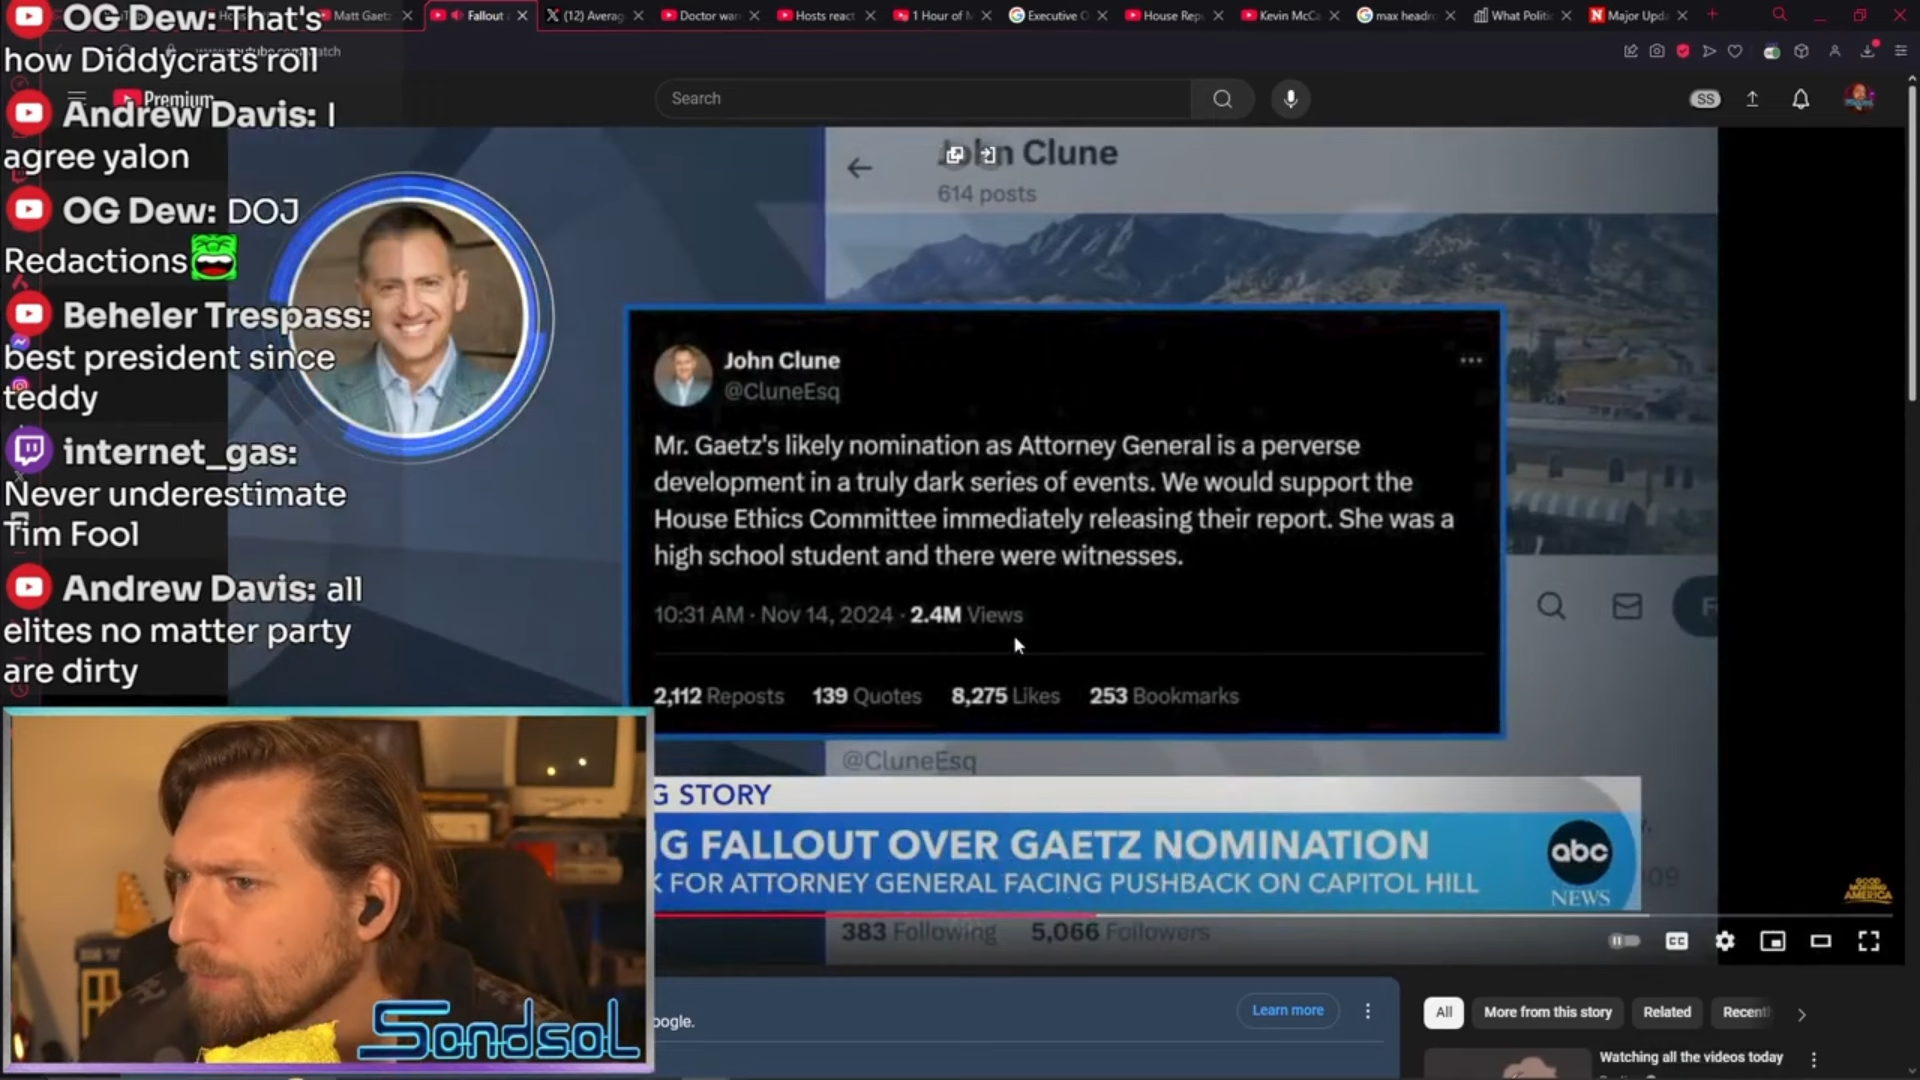 OG Dew: That's
how Diddycrats roll
Andrew Davis: I
agree yalon
OG Dew: DOJ
Redactions
Beheler Trespass:
best president since
teddy
internet_gas:
Never underestimate
Tim Fool
Andrew Davis: all
elites no matter party
are dirty
Matt Gaetz
Fallout
(12) Averag
Doctor war
Hosts react
1 Hour of
Executive O
House Rep
Kevin McCa
max headro
What Politi
Major Upd
Premium
Search
SS
John Clune
614 posts
John Clune
@CluneEsq
Mr. Gaetz's likely nomination as Attorney General is a perverse
development in a truly dark series of events. We would support the
House Ethics Committee immediately releasing their report. She was a
high school student and there were witnesses.
10:31 AM · Nov 14, 2024 · 2.4M Views
2,112 Reposts 139 Quotes 8,275 Likes 253 Bookmarks
@CluneEsq
G STORY
G FALLOUT OVER GAETZ NOMINATION
K FOR ATTORNEY GENERAL FACING PUSHBACK ON CAPITOL HILL
abc
NEWS
GOOD
MORNING
AMERICA
383 Following 5,066 Followers
CC
oogle.
Learn more
All
More from this story
Related
Recent
Watching all the videos today
Sondsol